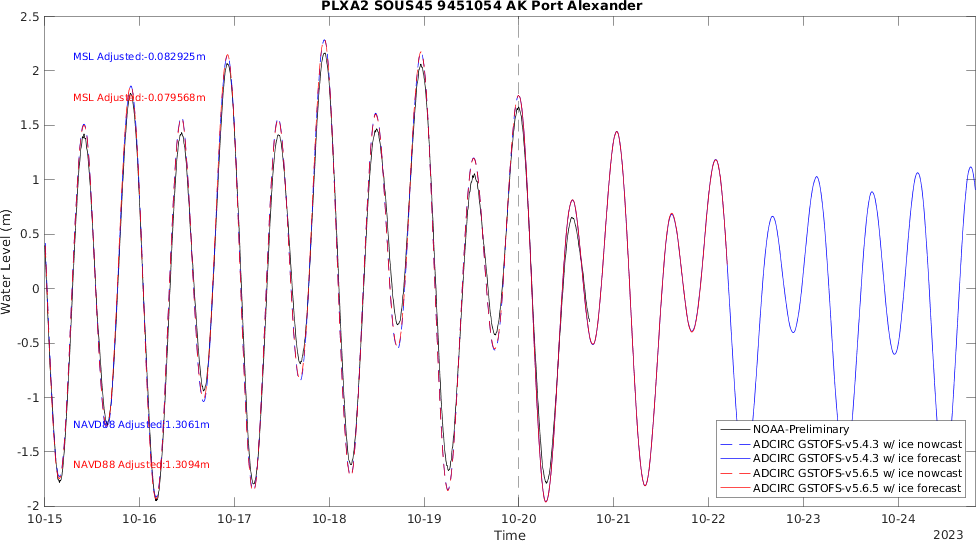 PLXA2 SOUS45 9451054 AK Port Alexander
2.5
2
1.5
1
0.5
0
-0.5
-1
-1.5
-2
Water Level (m)
MSL Adjusted:-0.082925m
MSL Adjusted:-0.079568m
NAVD88 Adjusted:1.3061m
NAVD88 Adjusted:1.3094m
NOAA-Preliminary
ADCIRC GSTOFS-v5.4.3 w/ ice nowcast
ADCIRC GSTOFS-v5.4.3 w/ ice forecast
ADCIRC GSTOFS-v5.6.5 w/ ice nowcast
ADCIRC GSTOFS-v5.6.5 w/ ice forecast
10-15 10-16 10-17 10-18 10-19 10-20 10-21 10-22 10-23 10-24
Time
2023